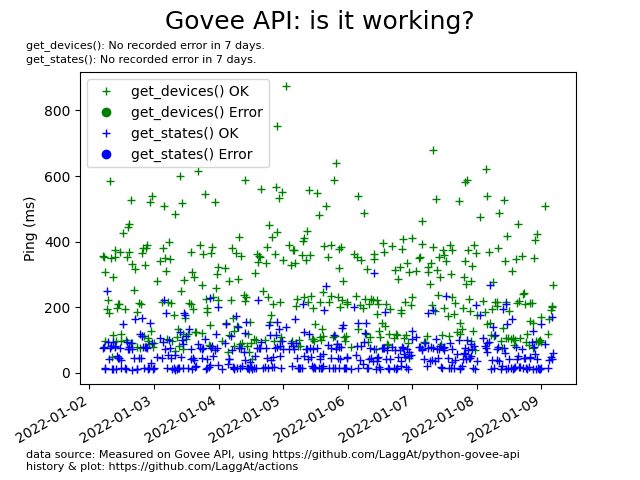 Govee API: is it working?
get_devices(): No recorded error in 7 days.
get_states(): No recorded error in 7 days.
get_devices() OK
get_devices() Error
get_states() OK
get_states() Error
Ping (ms)
800
600
400
200
0
2022-01-02
2022-01-03
2022-01-04
2022-01-05
2022-01-06
2022-01-07
2022-01-08
2022-01-09
data source: Measured on Govee API, using https://github.com/LaggAt/python-govee-api
history & plot: https://github.com/LaggAt/actions